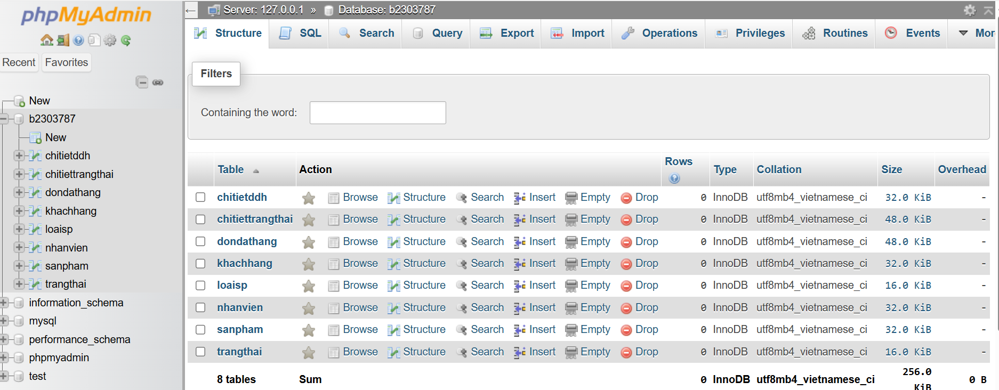 phpMyAdmin
Recent Favorites
New
b2303787
New
chitietddh
chitiettrangthai
dondathang
khachhang
loaisp
nhanvien
sanpham
trangthai
information_schema
mysql
performance_schema
phpmyadmin
test
Server: 127.0.0.1 » Database: b2303787
Structure SQL Search Query Export Import Operations Privileges Routines Events Mor
Filters
Containing the word:
Table Action Rows Type Collation Size Overhead
chitietddh Browse Structure Search Insert Empty Drop 0 InnoDB utf8mb4_vietnamese_ci 32.0 KiB -
chitiettrangthai Browse Structure Search Insert Empty Drop 0 InnoDB utf8mb4_vietnamese_ci 48.0 KiB -
dondathang Browse Structure Search Insert Empty Drop 0 InnoDB utf8mb4_vietnamese_ci 48.0 KiB -
khachhang Browse Structure Search Insert Empty Drop 0 InnoDB utf8mb4_vietnamese_ci 32.0 KiB -
loaisp Browse Structure Search Insert Empty Drop 0 InnoDB utf8mb4_vietnamese_ci 16.0 KiB -
nhanvien Browse Structure Search Insert Empty Drop 0 InnoDB utf8mb4_vietnamese_ci 32.0 KiB -
sanpham Browse Structure Search Insert Empty Drop 0 InnoDB utf8mb4_vietnamese_ci 32.0 KiB -
trangthai Browse Structure Search Insert Empty Drop 0 InnoDB utf8mb4_vietnamese_ci 16.0 KiB -
8 tables Sum 0 InnoDB utf8mb4_vietnamese_ci 256.0 KiB 0 B